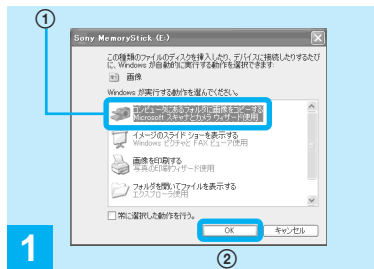 ①
Sony MemoryStick (E:)
この種類のファイルのディスクを挿入したり、デバイスに接続したりするたび
に、Windows が自動的に実行する動作を選択できます:
画像
Windows が実行する動作を選んでください。
コンピュータにあるフォルダに画像をコピーする
Microsoft スキャナとカメラ ウィザード使用
イメージのスライド ショーを表示する
Windows ピクチャと FAX ビューア使用
画像を印刷する
写真の印刷ウィザード使用
フォルダを開いてファイルを表示する
エクスプローラ使用
常に選択した動作を行う。
OK
キャンセル
1
②